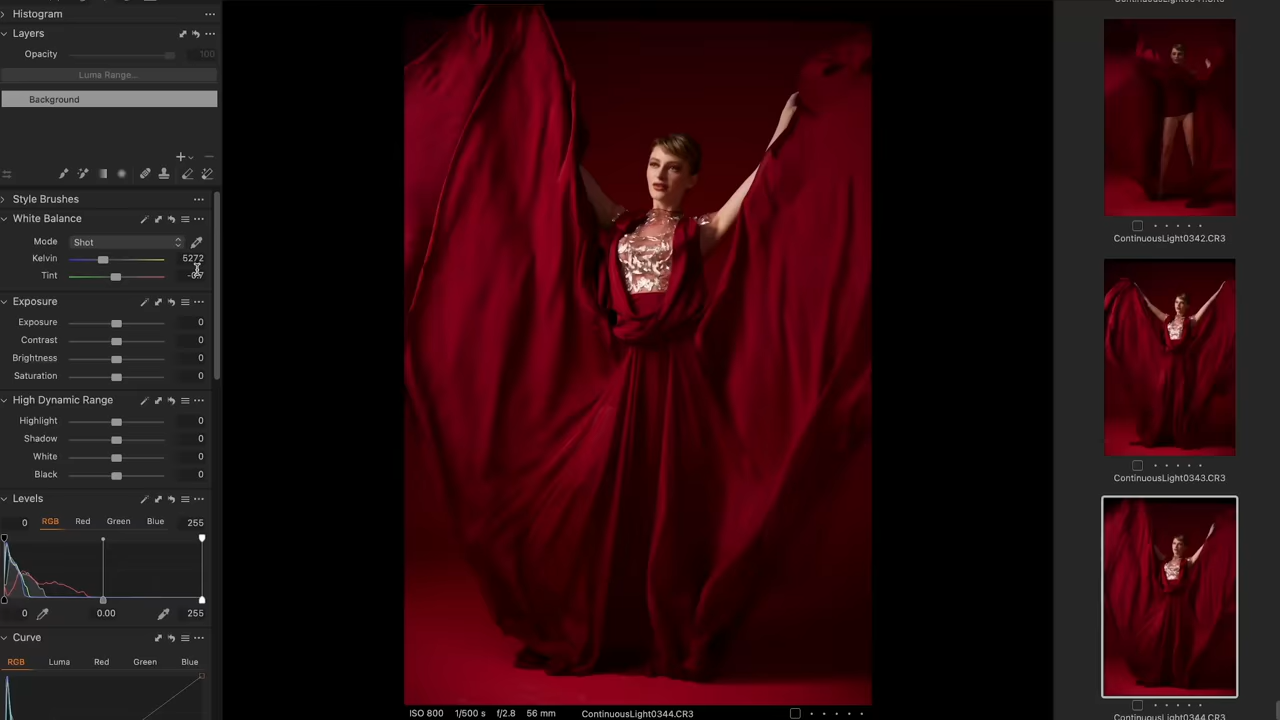 Histogram
Layers
Opacity 100
Luma Range...
Background
Style Brushes
White Balance
Mode Shot
Kelvin 5272
Tint
Exposure
Exposure 0
Contrast 0
Brightness 0
Saturation 0
High Dynamic Range
Highlight 0
Shadow 0
White 0
Black 0
Levels
0 RGB Red Green Blue 255
0 0.00 255
Curve
RGB Luma Red Green Blue
ISO 800 1/500 s f/2.8 56 mm ContinuousLight0344.CR3
ContinuousLight0342.CR3
ContinuousLight0343.CR3